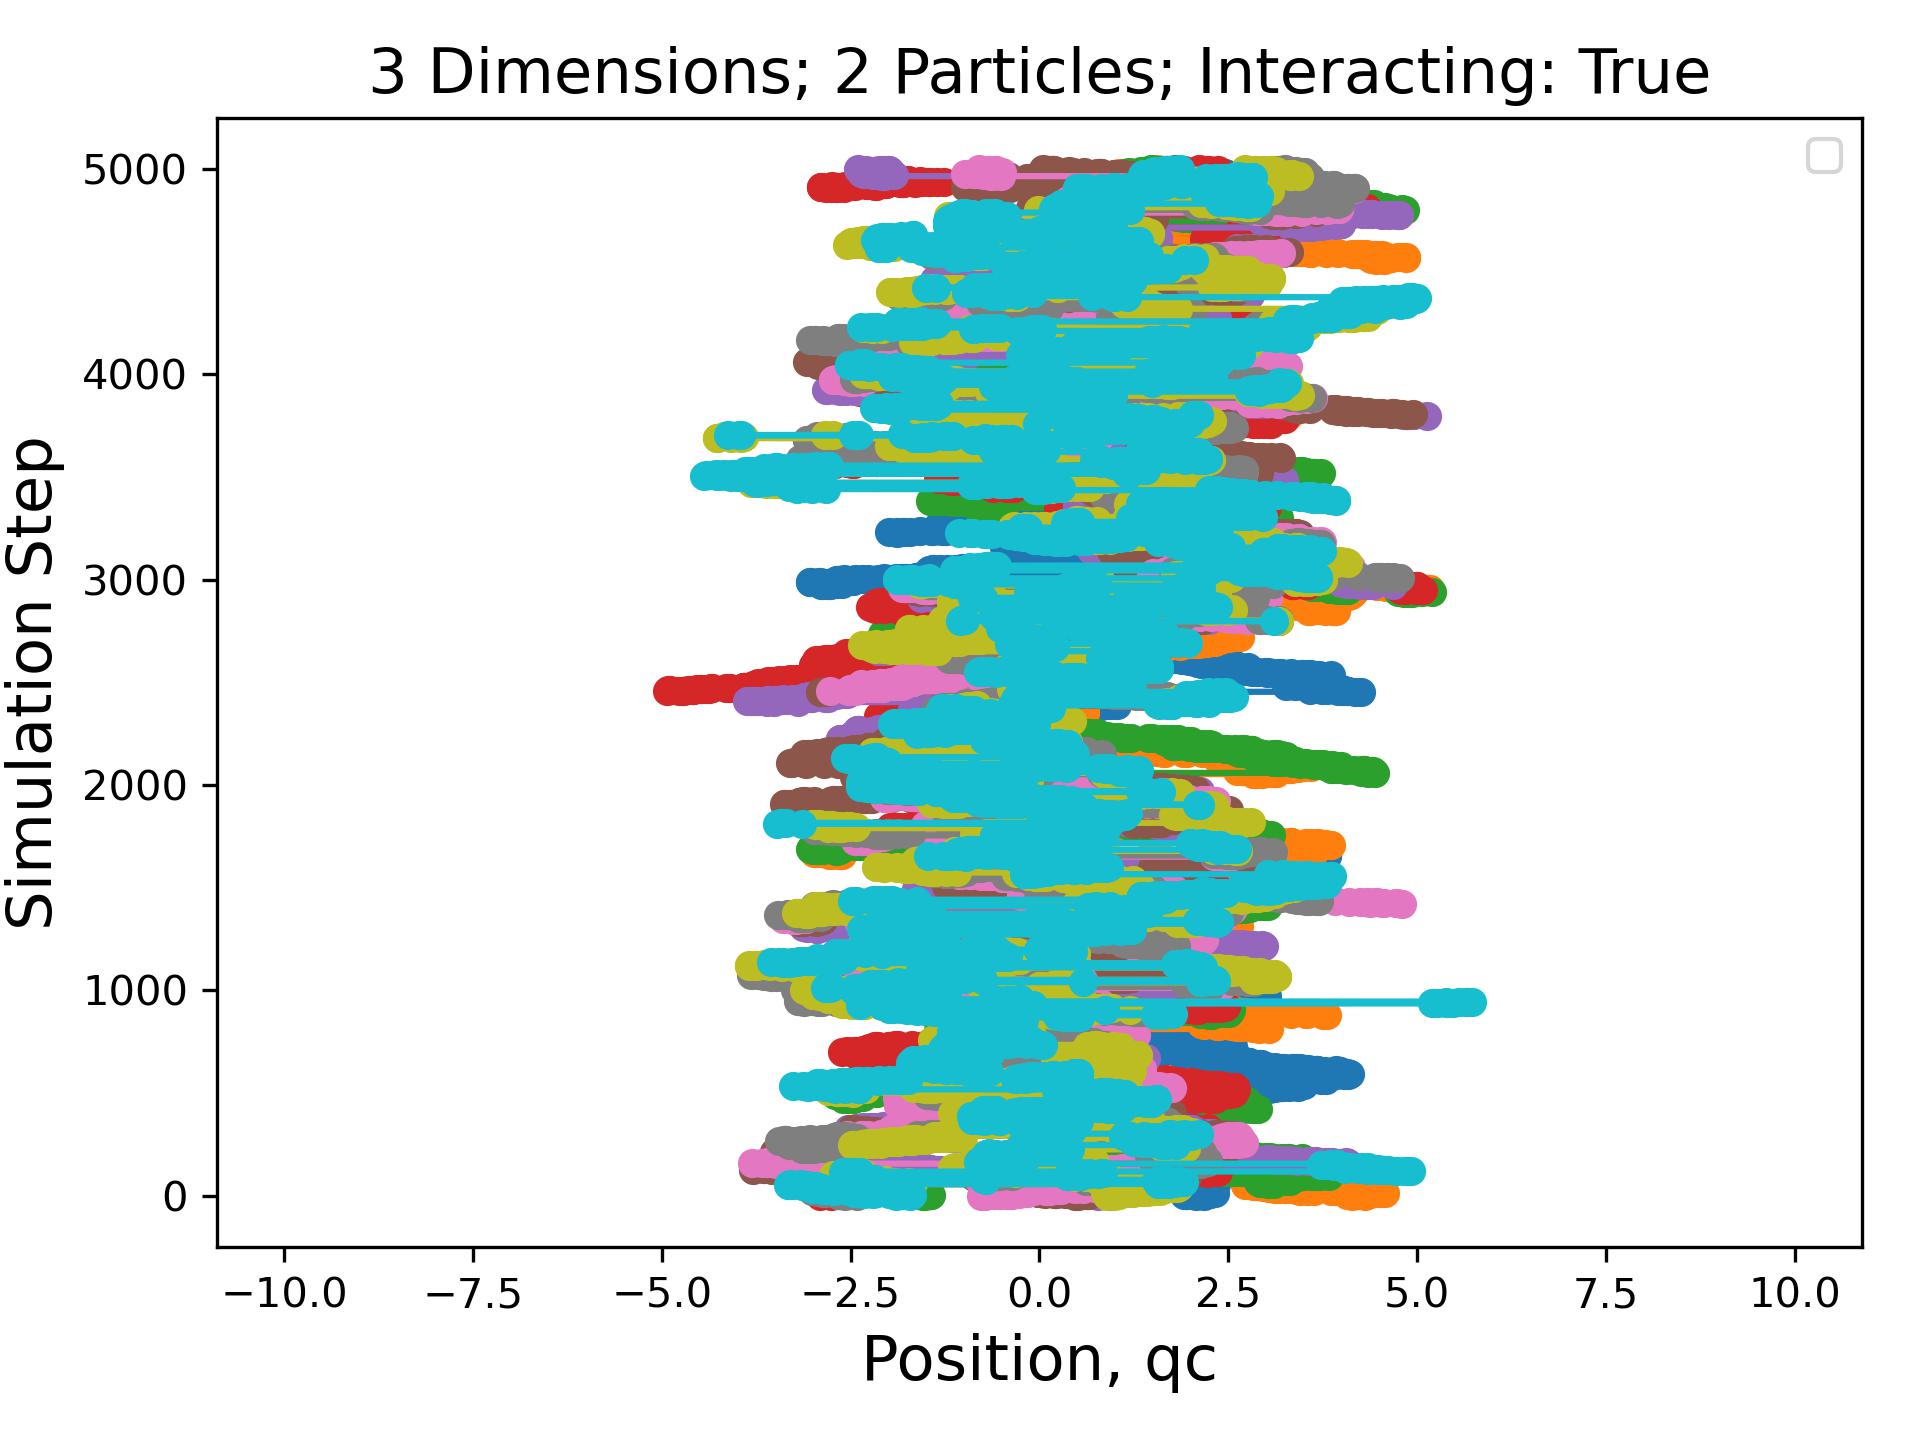 3 Dimensions; 2 Particles; Interacting: True
5000
4000
3000
2000
1000
0
Simulation Step
−10.0 −7.5 −5.0 −2.5 0.0 2.5 5.0 7.5 10.0
Position, qc